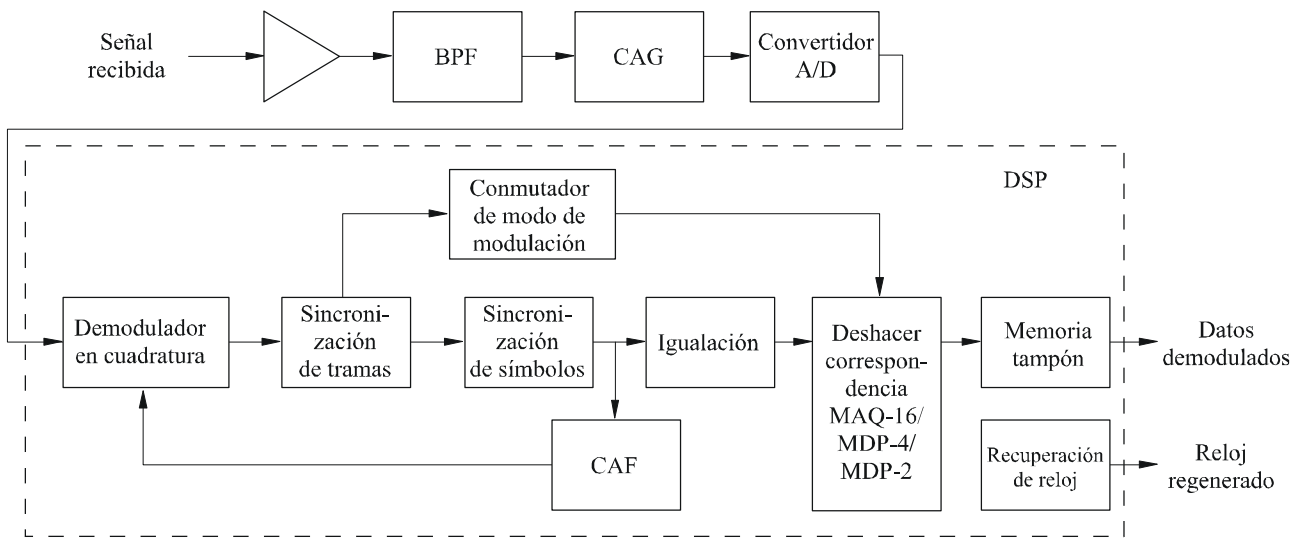 Señal
recibida
BPF
CAG
Convertidor
A/D
DSP
Conmutador
de modo de
modulación
Demodulador
en cuadratura
Sincroni-
zación
de tramas
Sincroni-
zación
de símbolos
Igualación
Deshacer
correspon-
dencia
MAQ-16/
MDP-4/
MDP-2
Memoria
tampón
Datos
demodulados
CAF
Recuperación
de reloj
Reloj
regenerado